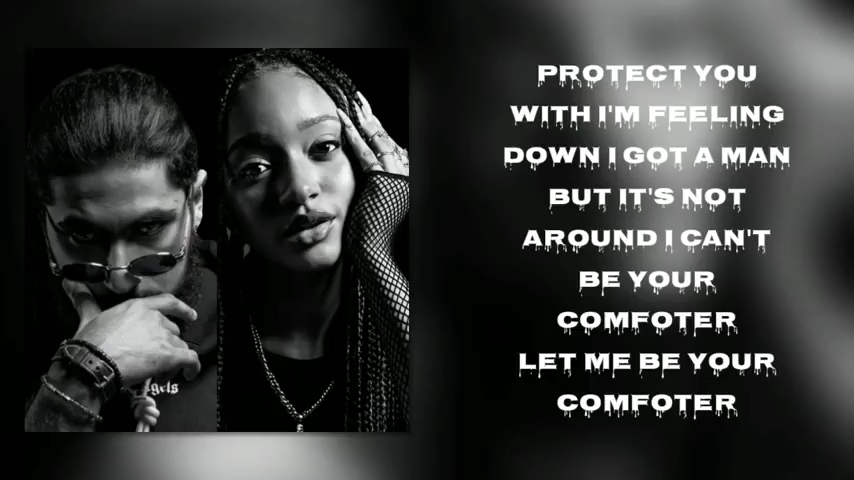 PROTECT YOU
WITH I'M FEELING
DOWN I GOT A MAN
BUT IT'S NOT
AROUND I CAN'T
BE YOUR
COMFOTER
LET ME BE YOUR
COMFOTER